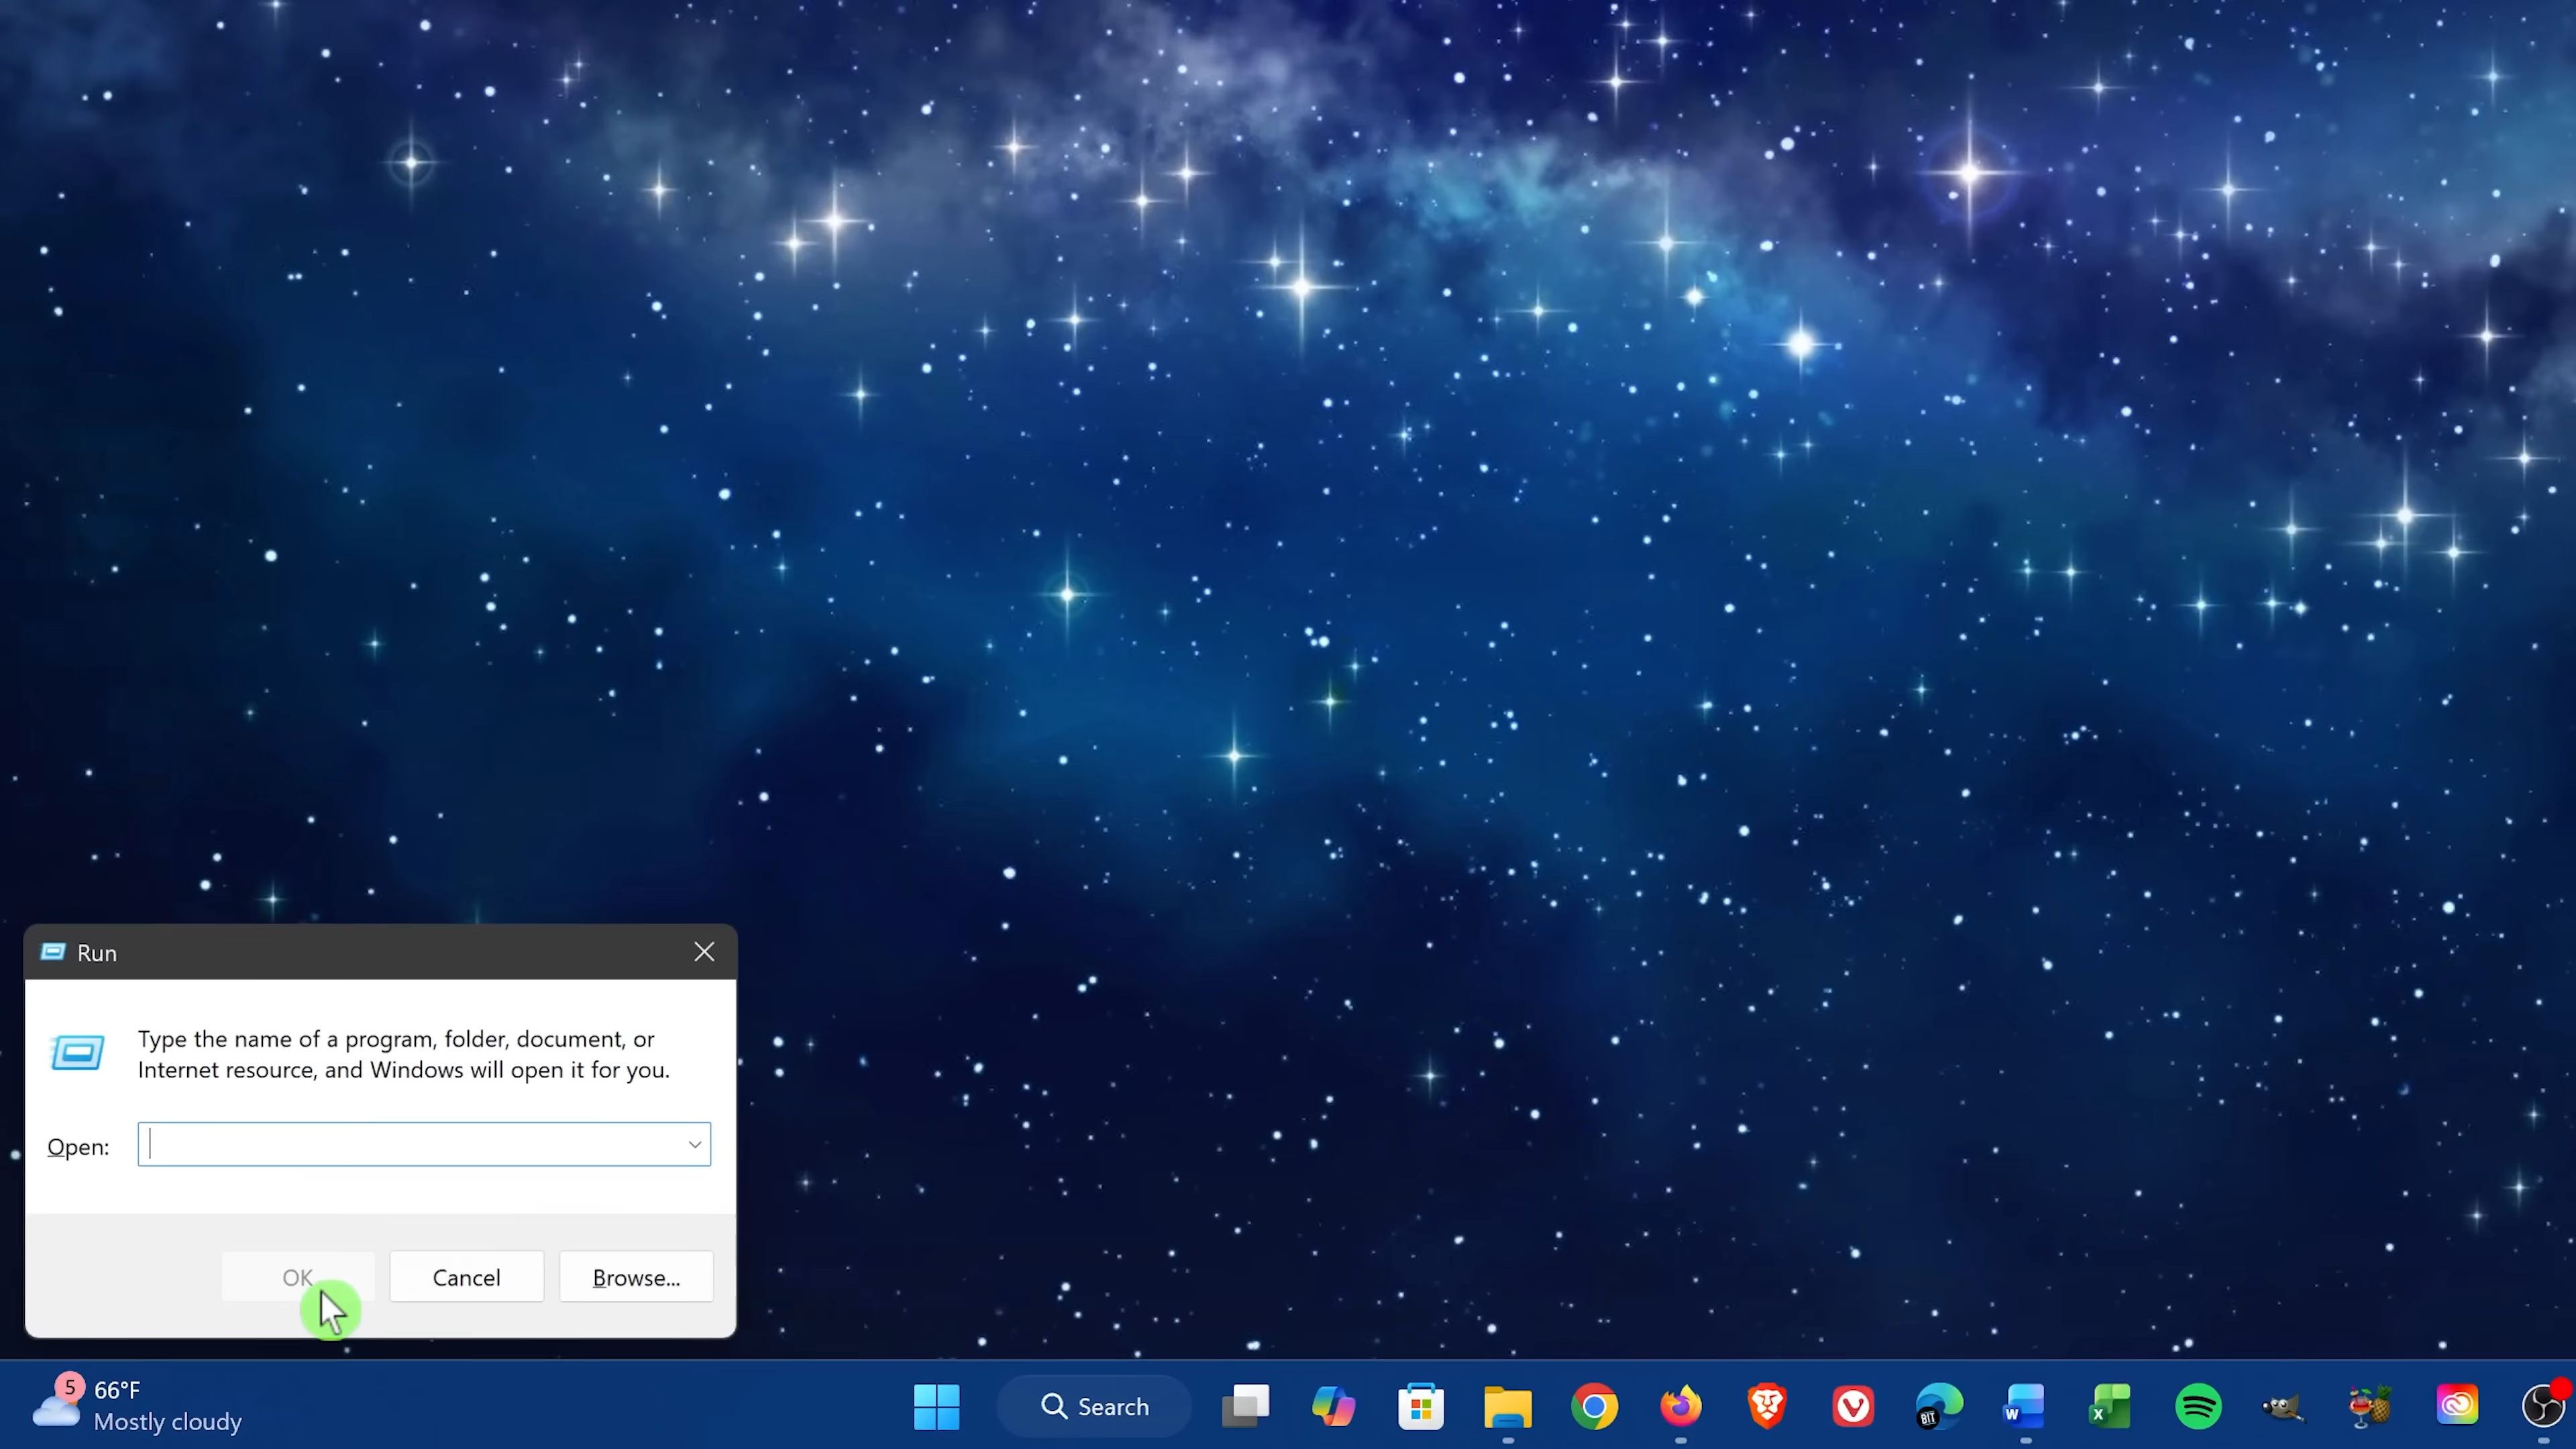 Run
Type the name of a program, folder, document, or
Internet resource, and Windows will open it for you.
Open:
OK
Cancel
Browse...
5
66°F
Mostly cloudy
Search
BIT
W
X